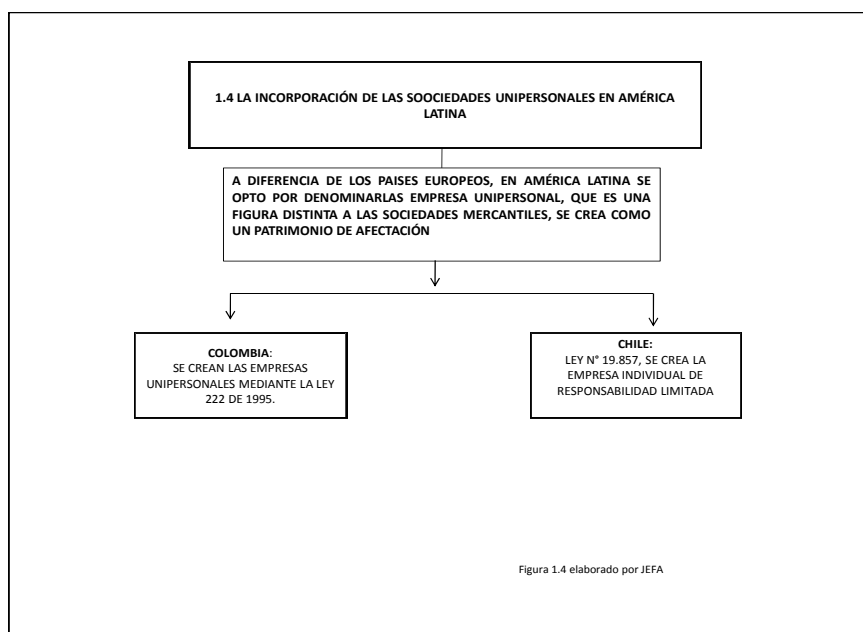 1.4 LA INCORPORACIÓN DE LAS SOOCIEDADES UNIPERSONALES EN AMÉRICA
LATINA
A DIFERENCIA DE LOS PAISES EUROPEOS, EN AMÉRICA LATINA SE
OPTO POR DENOMINARLAS EMPRESA UNIPERSONAL, QUE ES UNA
FIGURA DISTINTA A LAS SOCIEDADES MERCANTILES, SE CREA COMO
UN PATRIMONIO DE AFECTACIÓN
COLOMBIA:
SE CREAN LAS EMPRESAS
UNIPERSONALES MEDIANTE LA LEY
222 DE 1995.
CHILE:
LEY N° 19.857, SE CREA LA
EMPRESA INDIVIDUAL DE
RESPONSABILIDAD LIMITADA
Figura 1.4 elaborado por JEFA